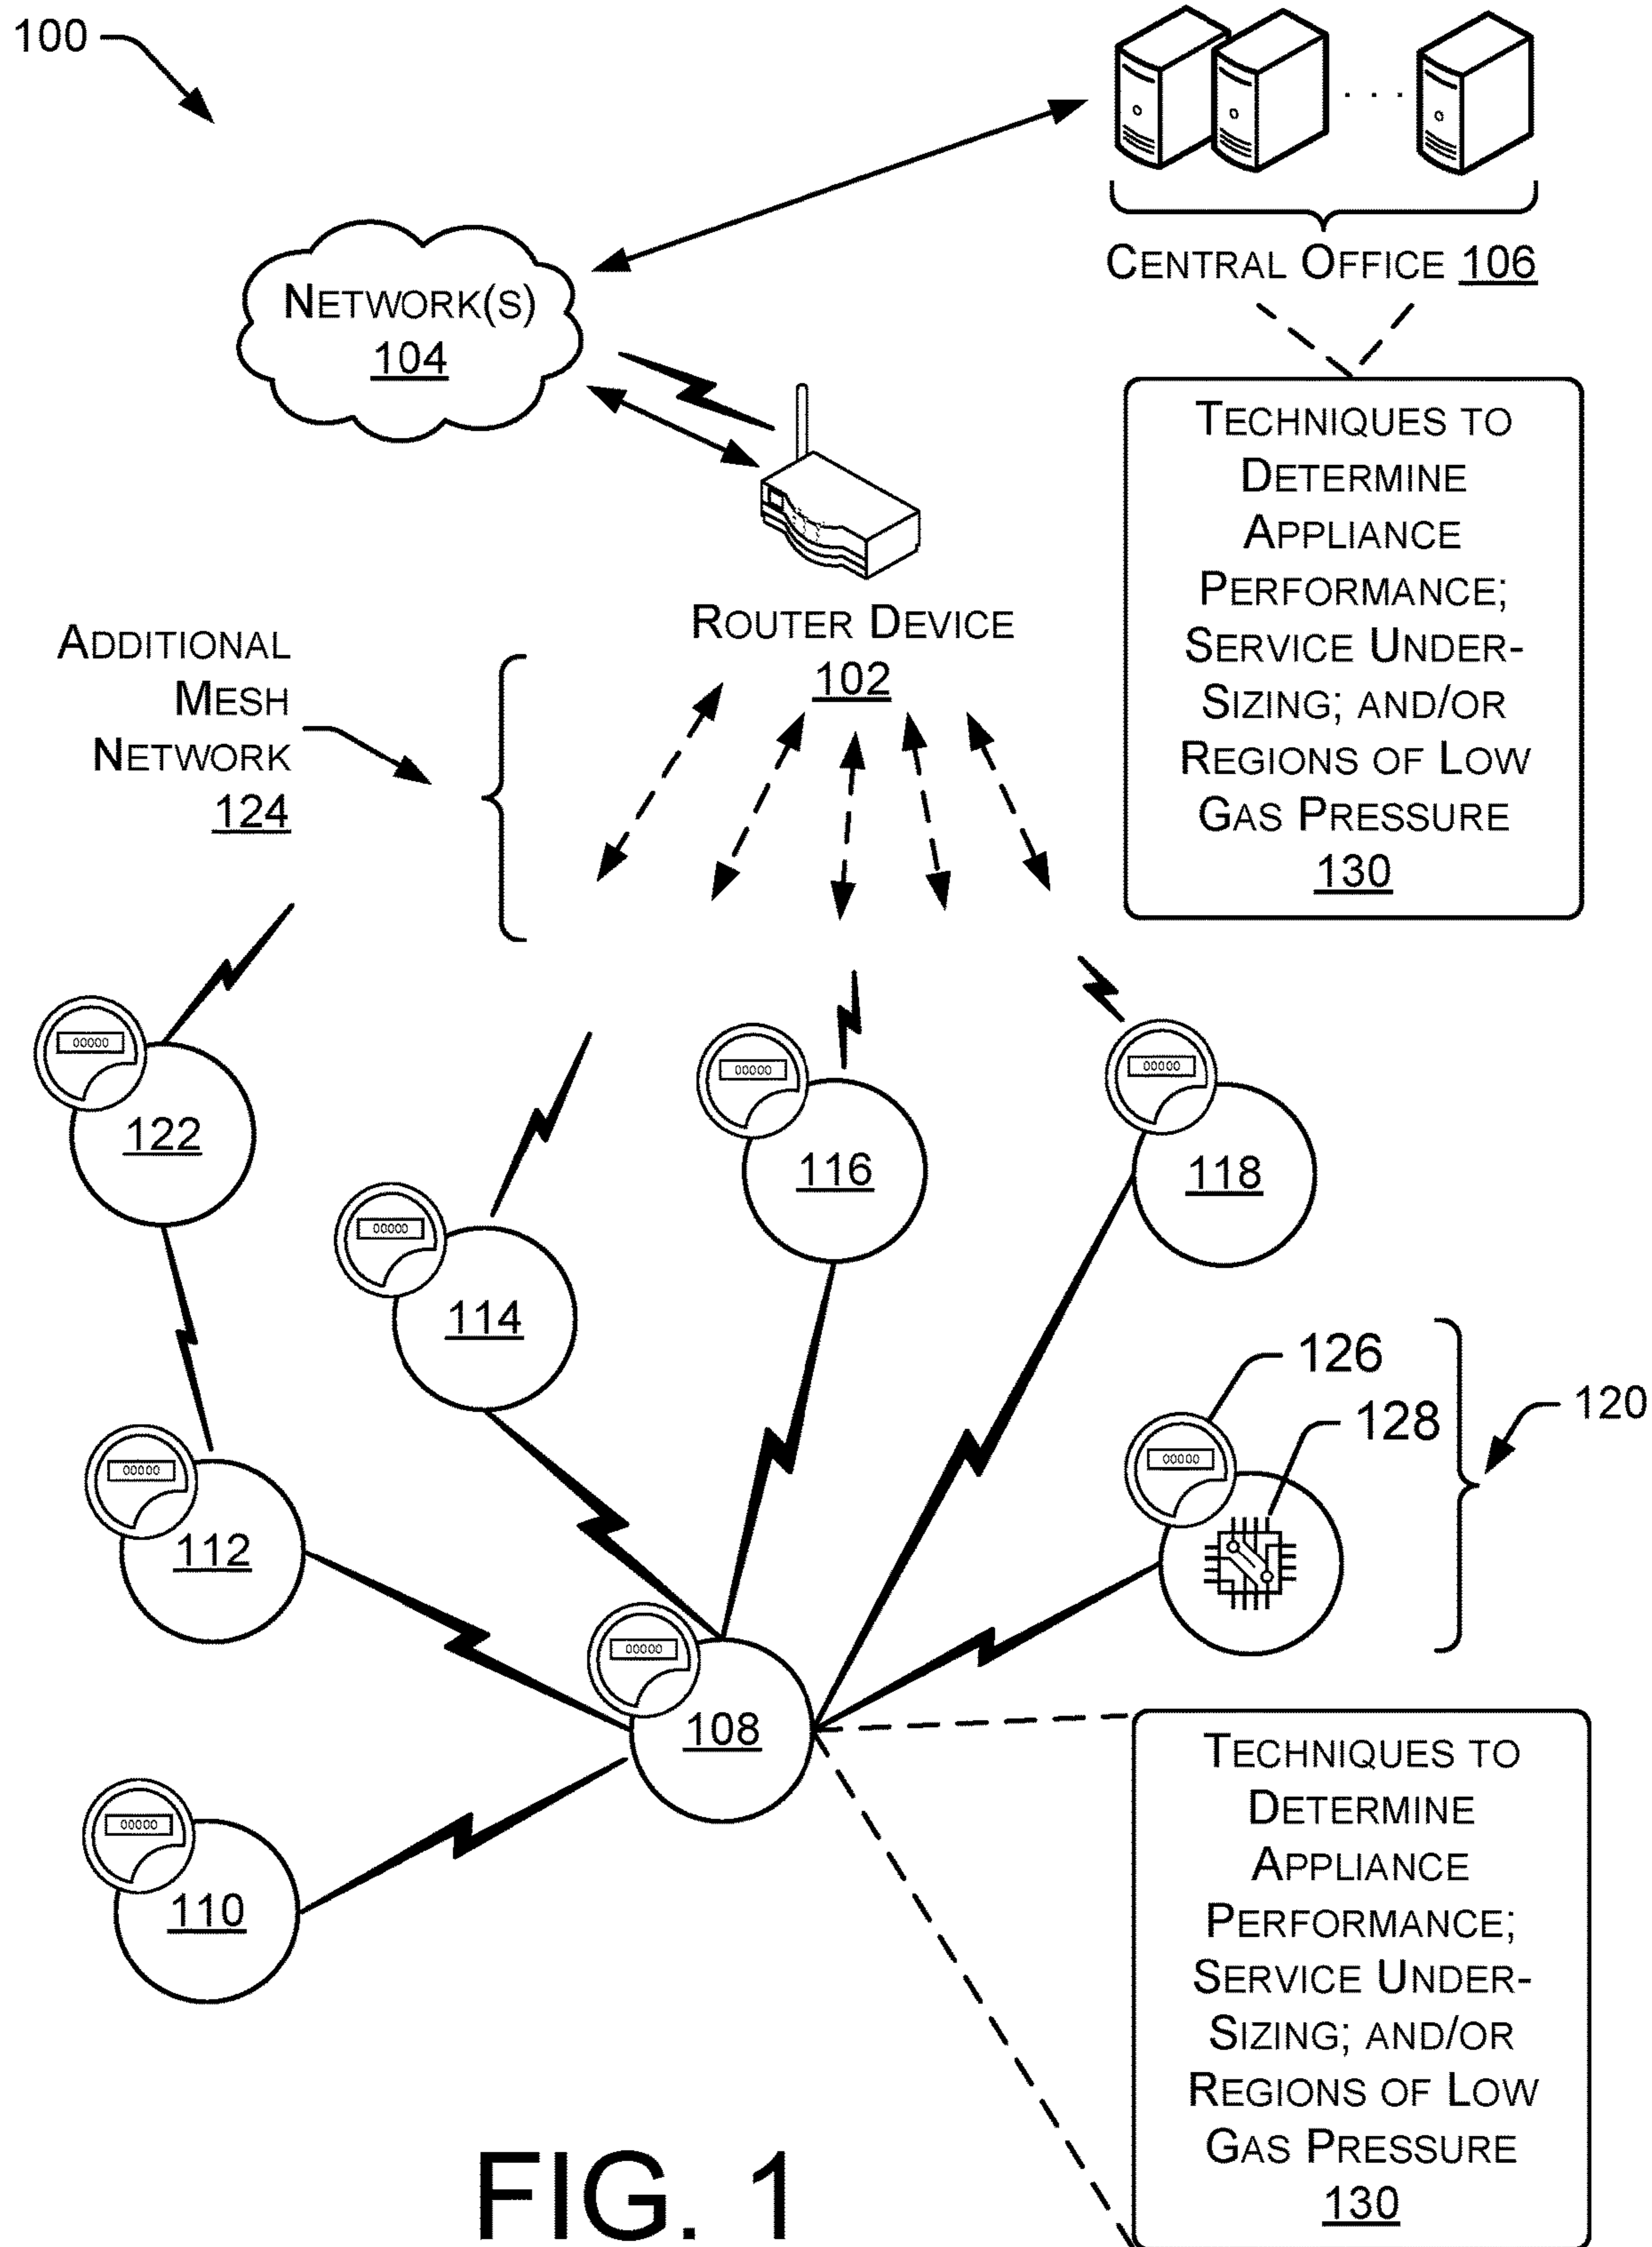 100
CENTRAL OFFICE 106
NETWORK(S)
104
TECHNIQUES TO
DETERMINE
APPLIANCE
PERFORMANCE;
SERVICE UNDER-
SIZING; AND/OR
REGIONS OF LOW
GAS PRESSURE
130
ROUTER DEVICE
102
ADDITIONAL
MESH
NETWORK
124
00000
122
00000
114
00000
116
00000
118
126
128
120
00000
00000
112
00000
108
00000
110
TECHNIQUES TO
DETERMINE
APPLIANCE
PERFORMANCE;
SERVICE UNDER-
SIZING; AND/OR
REGIONS OF LOW
GAS PRESSURE
130
FIG. 1